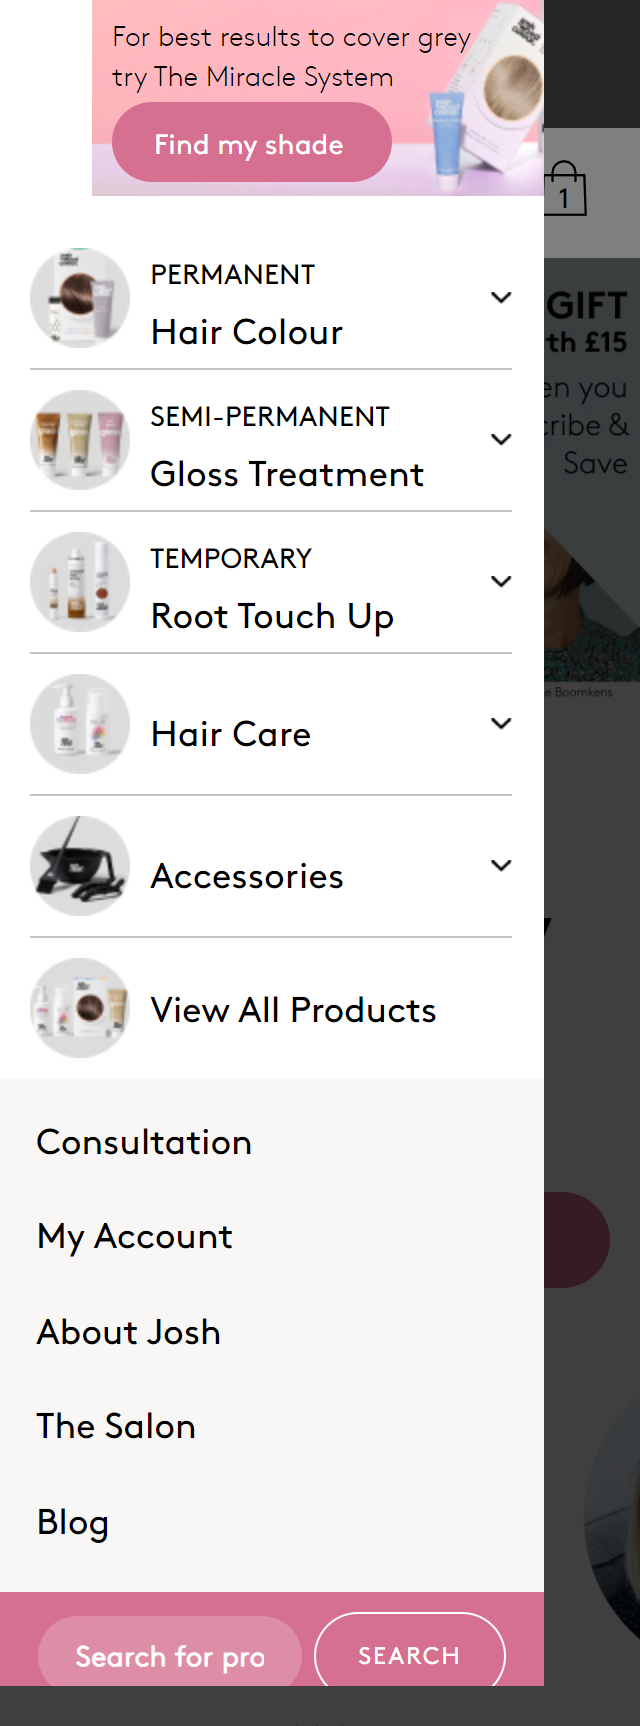 For best results to cover grey
try The Miracle System
Find my shade
1
GIFT
th £15
en you
cribe &
Save
e Boomkens
PERMANENT
Hair Colour
SEMI-PERMANENT
Gloss Treatment
TEMPORARY
Root Touch Up
Hair Care
Accessories
View All Products
Consultation
My Account
About Josh
The Salon
Blog
Search for pro
SEARCH